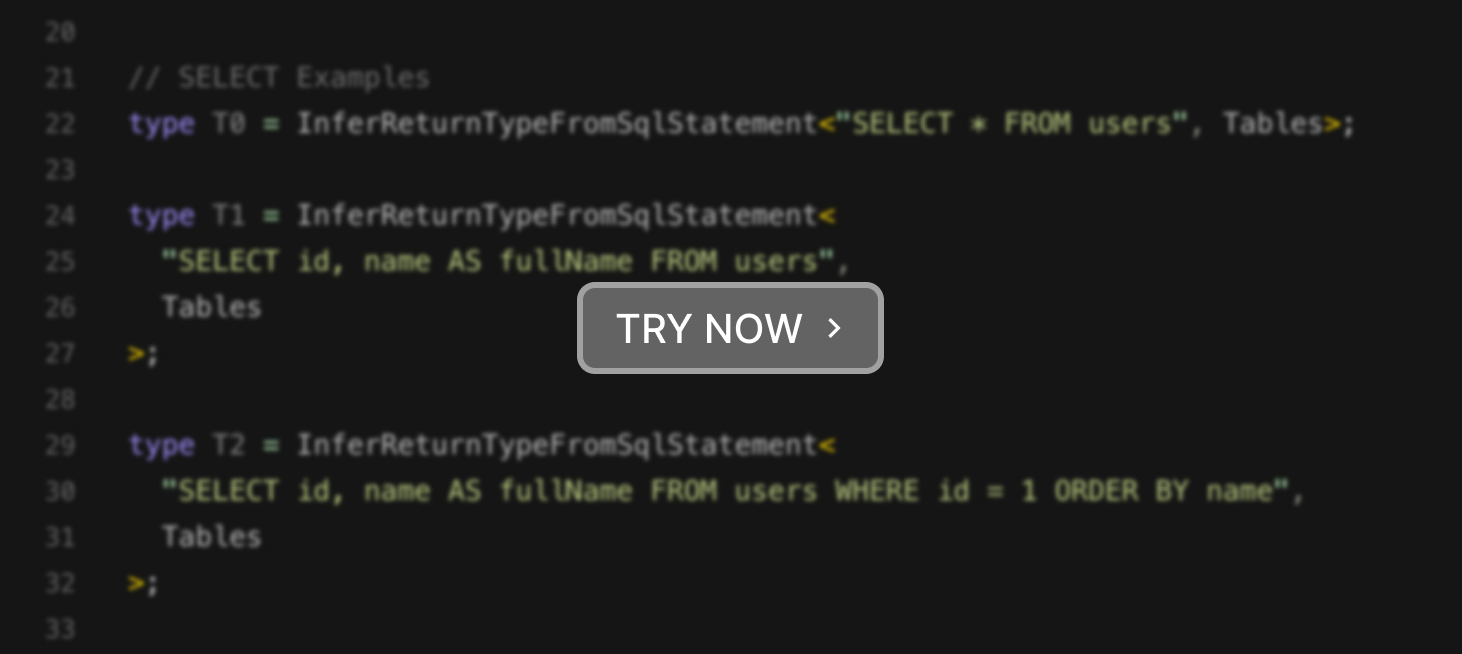 20
21 // SELECT Examples
22 type T0 = InferReturnTypeFromSqlStatement<"SELECT * FROM users", Tables>;
23
24 type T1 = InferReturnTypeFromSqlStatement<
25 "SELECT id, name AS fullName FROM users",
26 Tables
TRY NOW >
27 >;
28
29 type T2 = InferReturnTypeFromSqlStatement<
30 "SELECT id, name AS fullName FROM users WHERE id = 1 ORDER BY name",
31 Tables
32 >;
33